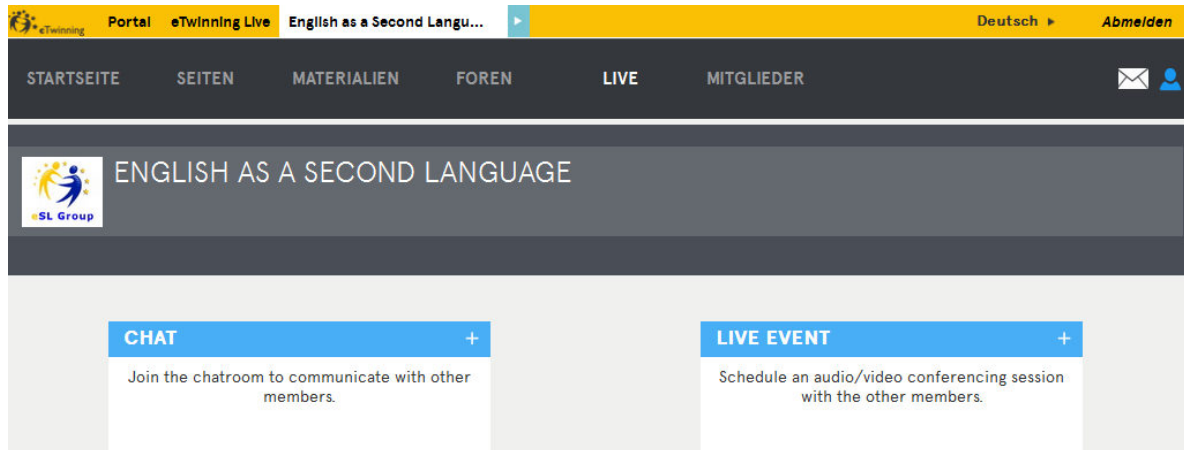 eTwinning Portal eTwinning Live English as a Second Langu... Deutsch Abmelden
STARTSEITE SEITEN MATERIALIEN FOREN LIVE MITGLIEDER
ENGLISH AS A SECOND LANGUAGE
eSL Group
CHAT +
Join the chatroom to communicate with other
members.
LIVE EVENT +
Schedule an audio/video conferencing session
with the other members.